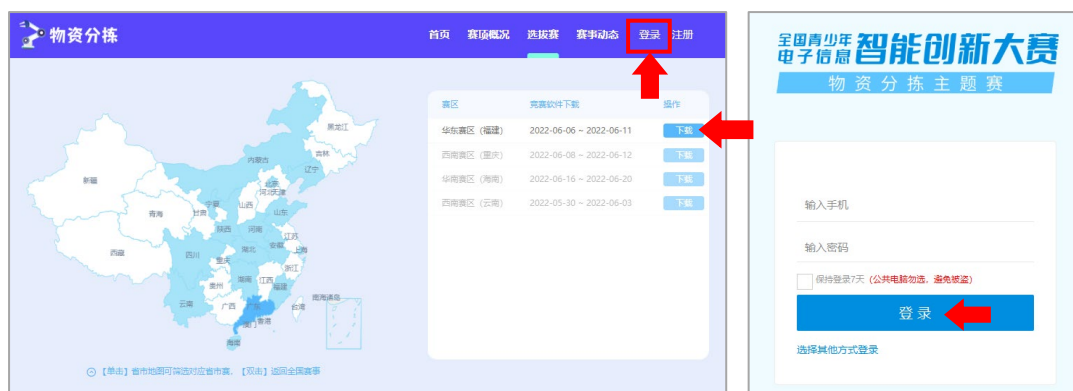 物资分拣
首页 赛项概况 选拔赛 赛事动态 登录 注册
黑龙江
吉林
辽宁
内蒙古
新疆
北京
河北天津
宁夏
山西
山东
青海
甘肃
陕西
河南
江苏
西藏
四川
湖北
安徽
上海
重庆
浙江
湖南
江西
福建
贵州
云南
广西
台湾
南海诸岛
澳门
香港
海南
【单击】省市地图可筛选对应省市赛，【双击】返回全国赛事
赛区 竞赛软件下载 操作
华东赛区（福建） 2022-06-06 ~ 2022-06-11 下载
西南赛区（重庆） 2022-06-08 ~ 2022-06-12 下载
华南赛区（海南） 2022-06-16 ~ 2022-06-20 下载
西南赛区（云南） 2022-05-30 ~ 2022-06-03 下载
全国青少年
电子信息
智能创新大赛
物资分拣主题赛
输入手机
输入密码
保持登录7天（公共电脑勿选，避免被盗）
登录
选择其他方式登录